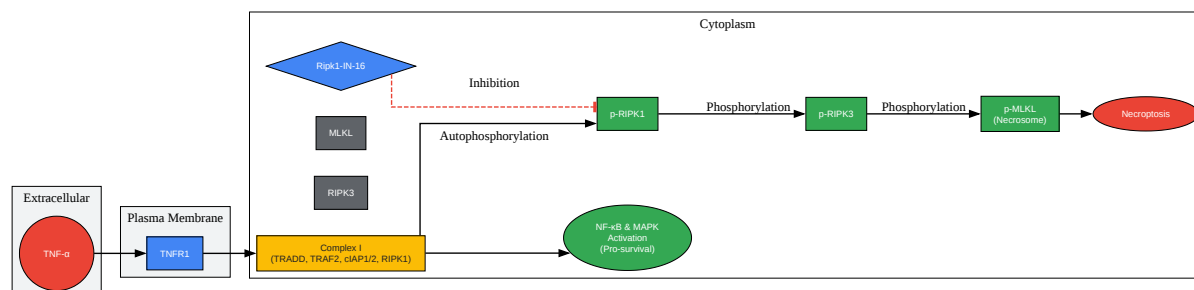 Cytoplasm
Ripk1-IN-16
Inhibition
p-RIPK1
Phosphorylation
p-RIPK3
Phosphorylation
p-MLKL
(Necrosome)
Necroptosis
MLKL
Autophosphorylation
RIPK3
Extracellular
TNF-α
Plasma Membrane
TNFR1
Complex I
(TRADD, TRAF2, cIAP1/2, RIPK1)
NF-κB & MAPK
Activation
(Pro-survival)